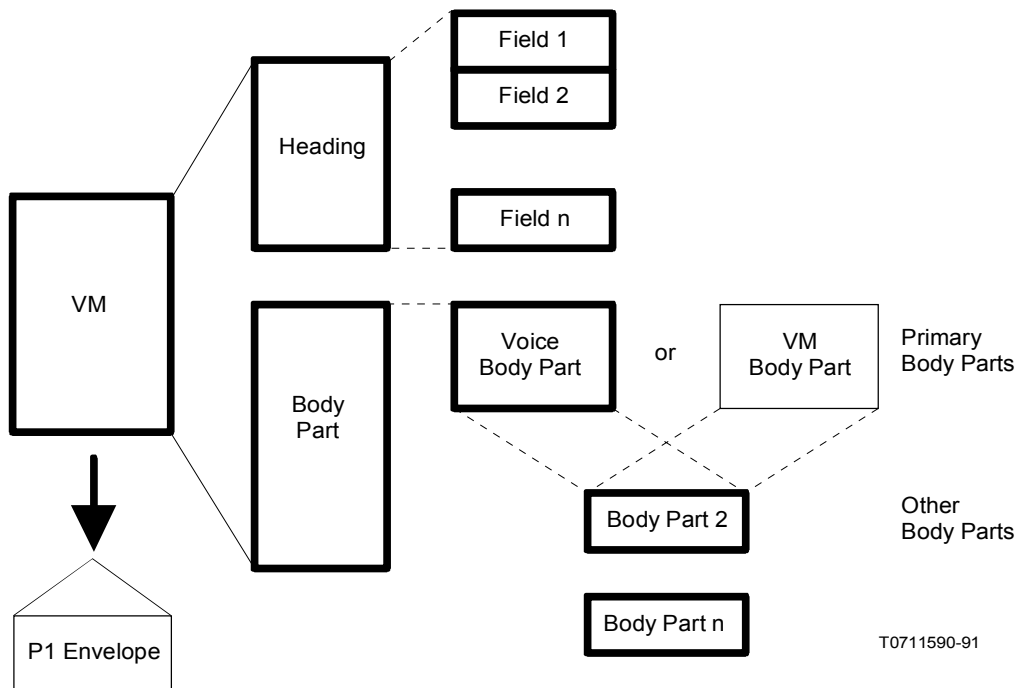 Field 1
Field 2
Heading
Field n
VM
Voice
Body Part
or
VM
Body Part
Primary
Body Parts
Body
Part
Body Part 2
Other
Body Parts
Body Part n
P1 Envelope
T0711590-91